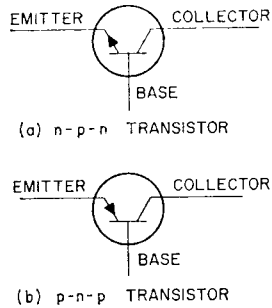 EMITTER COLLECTOR
BASE
(a) n-p-n TRANSISTOR
EMITTER COLLECTOR
BASE
(b) p-n-p TRANSISTOR